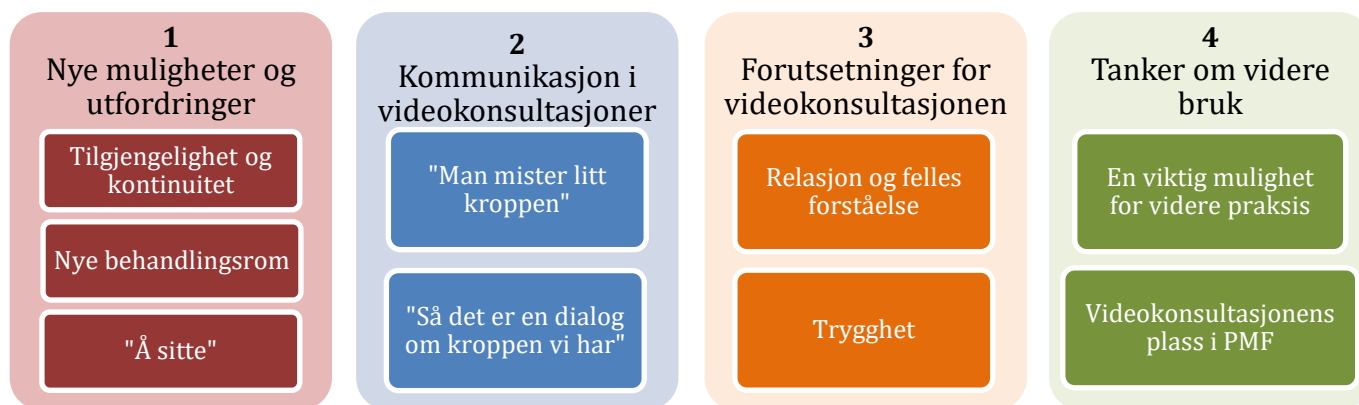 1
Nye muligheter og
utfordringer
Tilgjengelighet og
kontinuitet
Nye behandlingsrom
"Å sitte"
2
Kommunikasjon i
videokonsultasjoner
"Man mister litt
kroppen"
"Så det er en dialog
om kroppen vi har"
3
Forutsetninger for
videokonsultasjonen
Relasjon og felles
forståelse
Trygghet
4
Tanker om videre
bruk
En viktig mulighet
for videre praksis
Videokonsultasjonens
plass i PMF